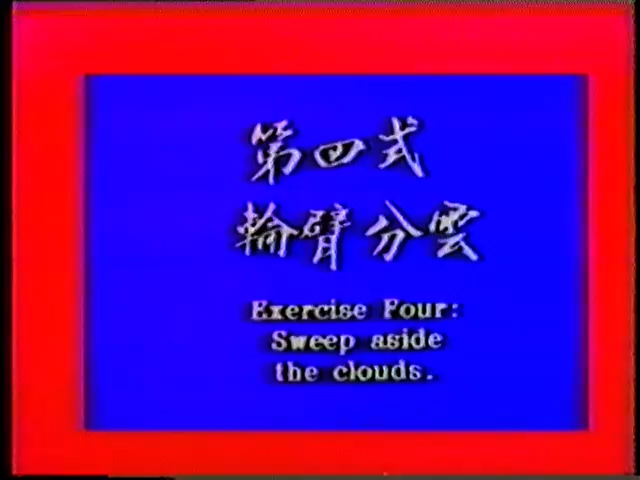 第四式
輪臂分雲
Exercise Four:
Sweep aside
the clouds.